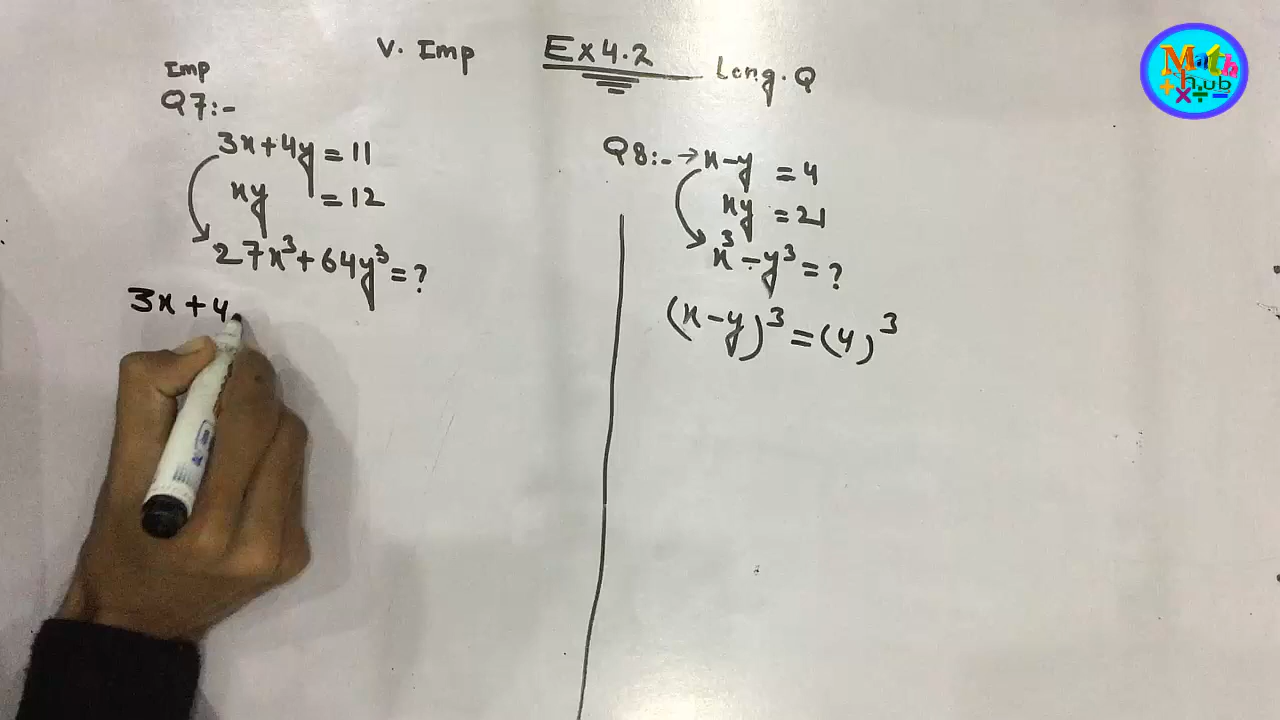 V. Imp Ex 4.2 Long. Q
Imp
Q7:-
3x+4y = 11
xy = 12
27x³+64y³ = ?
3x+4
Q8:- → x-y = 4
xy = 21
x³-y³ = ?
(x-y)³ = (4)³
Math
hub
+×÷-